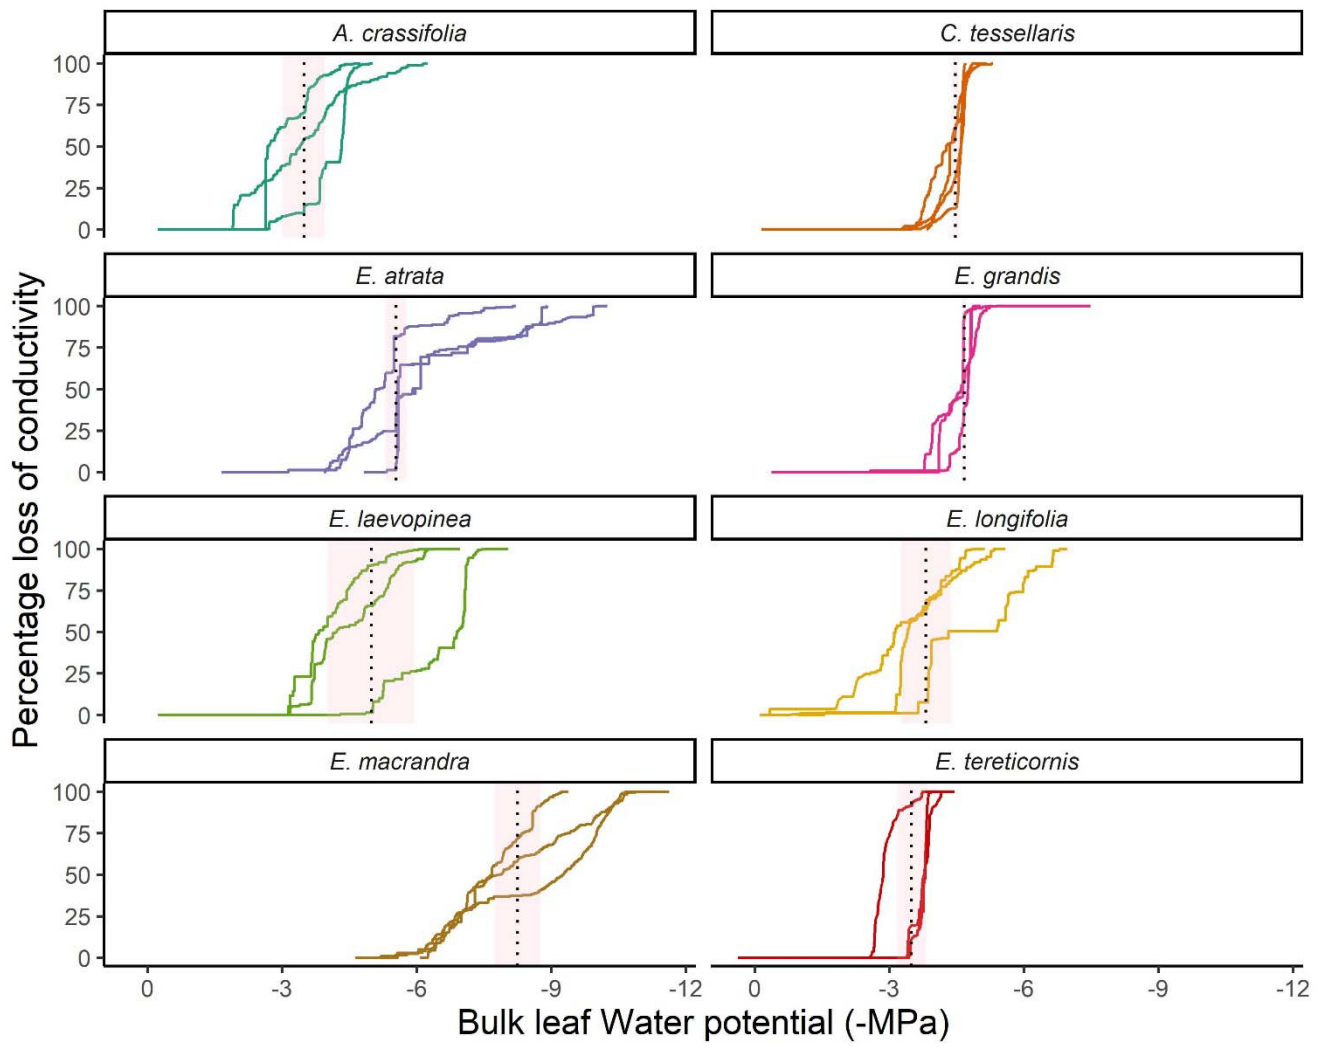 A. crassifolia
C. tessellaris
100
75
50
25
0
E. atrata
E. grandis
100
75
50
25
0
E. laevopinea
E. longifolia
100
75
50
25
0
E. macrandra
E. tereticornis
100
75
50
25
0
0 -3 -6 -9 -12 0 -3 -6 -9 -12
Percentage loss of conductivity
Bulk leaf Water potential (-MPa)